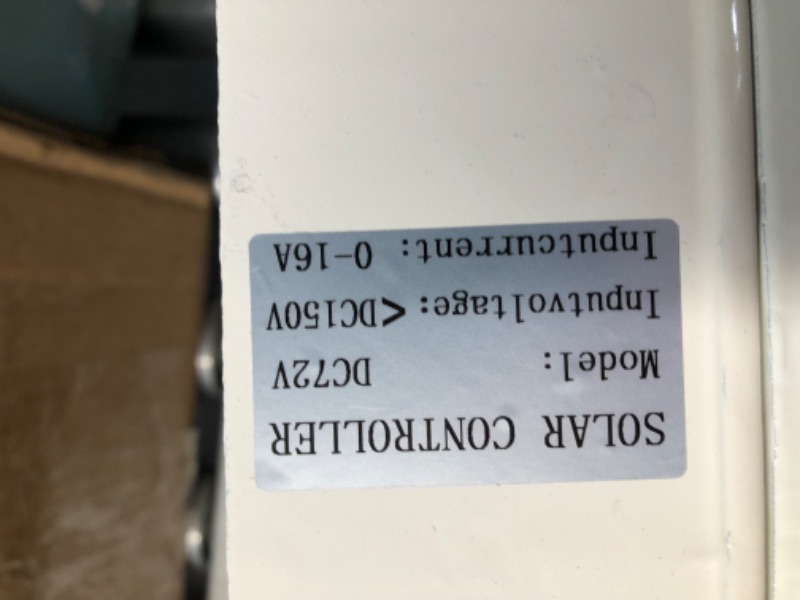 SOLAR CONTROLLER
Model: DC72V
Inputvoltage:>DC150V
Inputcurrent: 0-16A